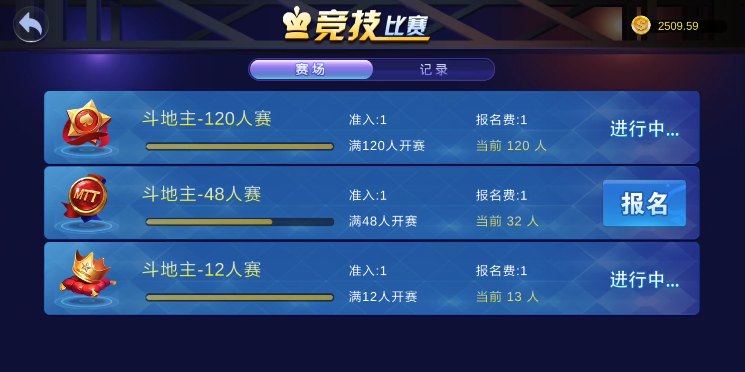 竞技比赛
2509.59
赛场
记录
斗地主-120人赛
准入:1
报名费:1
满120人开赛
当前 120 人
进行中...
MTT
斗地主-48人赛
准入:1
报名费:1
满48人开赛
当前 32 人
报名
斗地主-12人赛
准入:1
报名费:1
满12人开赛
当前 13 人
进行中...